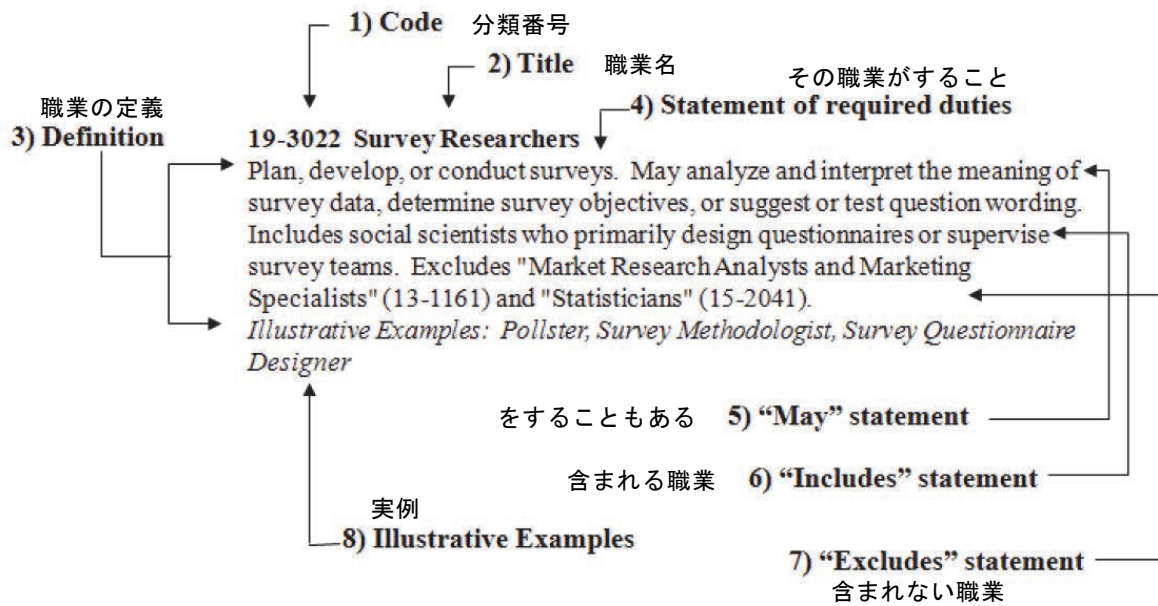 1) Code 分類番号
2) Title 職業名
その職業がすること
4) Statement of required duties
職業の定義
3) Definition
19-3022 Survey Researchers
Plan, develop, or conduct surveys. May analyze and interpret the meaning of
survey data, determine survey objectives, or suggest or test question wording.
Includes social scientists who primarily design questionnaires or supervise
survey teams. Excludes "Market Research Analysts and Marketing
Specialists" (13-1161) and "Statisticians" (15-2041).
Illustrative Examples: Pollster, Survey Methodologist, Survey Questionnaire
Designer
をすることもある 5) “May” statement
含まれる職業 6) “Includes” statement
実例
8) Illustrative Examples
7) “Excludes” statement
含まれない職業